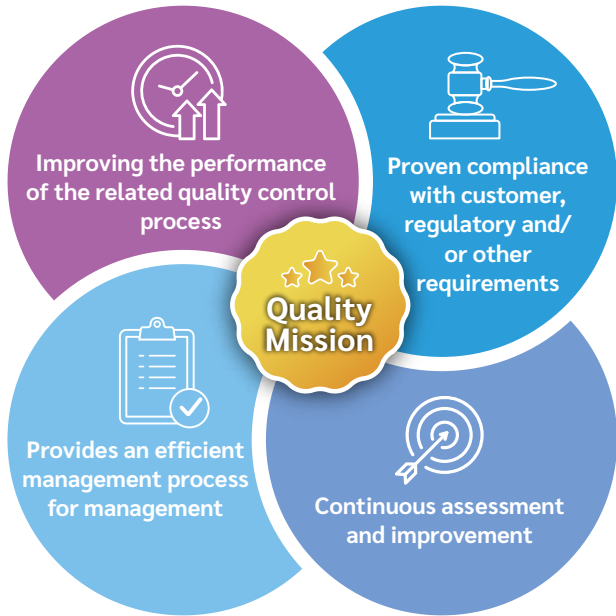 Improving the performance
of the related quality control
process
Proven compliance
with customer,
regulatory and/
or other
requirements
Quality
Mission
Provides an efficient
management process
for management
Continuous assessment
and improvement